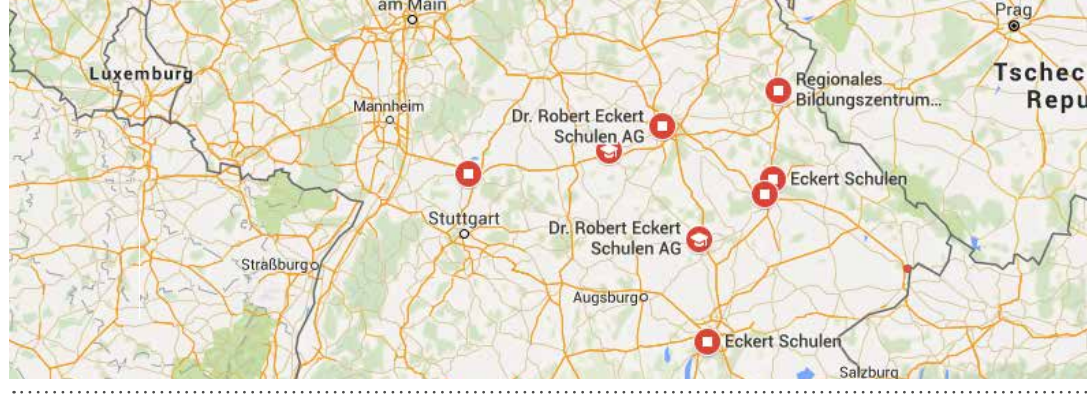 am Main
Prag
Luxemburg
Tschec
Repu
Regionales
Bildungszentrum...
Mannheim
Dr. Robert Eckert
Schulen AG
Eckert Schulen
Stuttgart
Dr. Robert Eckert
Schulen AG
Straßburg
Augsburg
Eckert Schulen
Salzburg